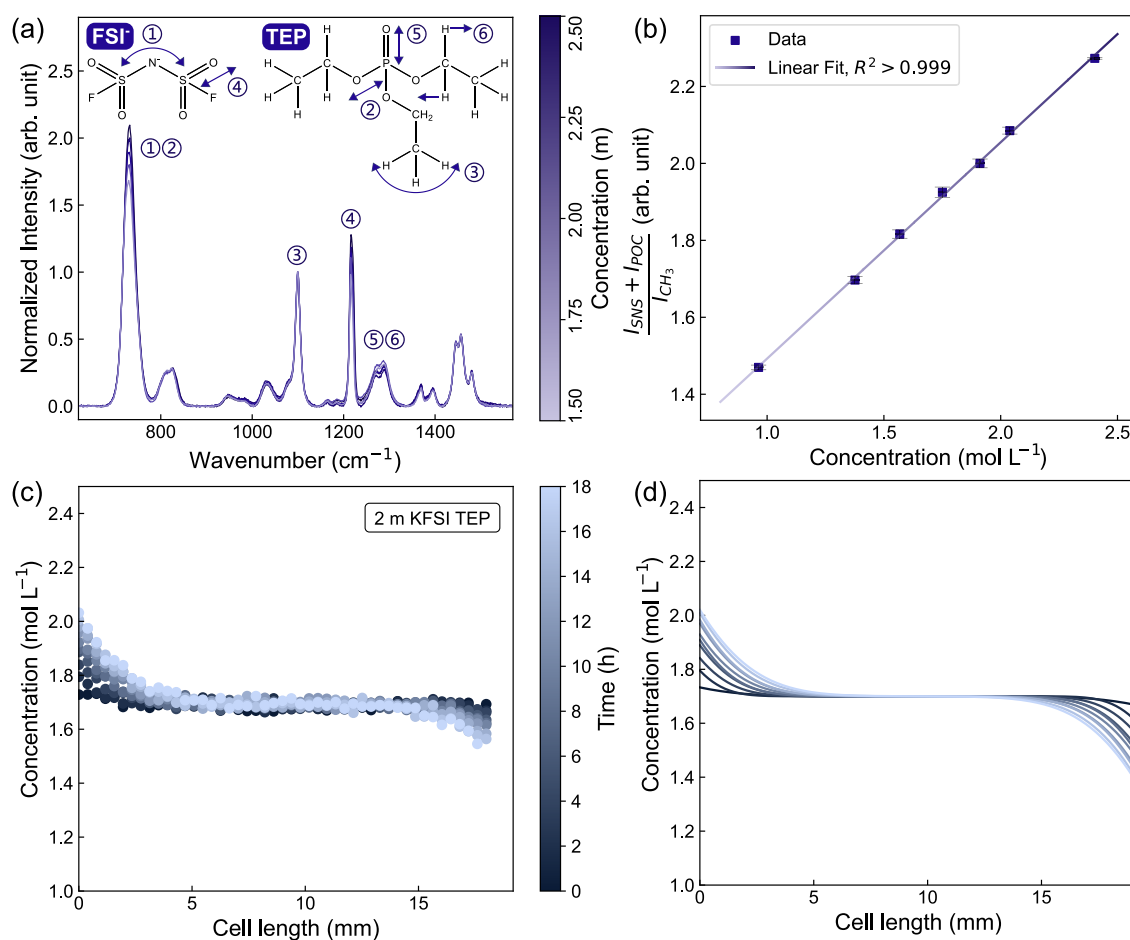 (a)
FSI⁻
①
O
N⁻
O
S
S
④
F
O
O
F
TEP
O
⑤
H
⑥
H
H
H
H
C
C
O
P
O
C
C
H
H
H
H
②
O
H
H
CH₂
C
H
H
H
③
①②
③
④
⑤⑥
2.5
2.0
1.5
1.0
0.5
0.0
Normalized Intensity (arb. unit)
800
1000
1200
1400
Wavenumber (cm⁻¹)
2.50
2.25
2.00
1.75
1.50
Concentration (m)
(b)
Data
Linear Fit, R² > 0.999
2.2
2.0
1.8
1.6
1.4
I_SNS + I_POC
I_CH₃
(arb. unit)
1.0
1.5
2.0
2.5
Concentration (mol L⁻¹)
(c)
2 m KFSI TEP
2.4
2.2
2.0
1.8
1.6
1.4
1.2
1.0
Concentration (mol L⁻¹)
0
5
10
15
Cell length (mm)
18
16
14
12
10
8
6
4
2
0
Time (h)
(d)
2.4
2.2
2.0
1.8
1.6
1.4
1.2
1.0
Concentration (mol L⁻¹)
0
5
10
15
Cell length (mm)